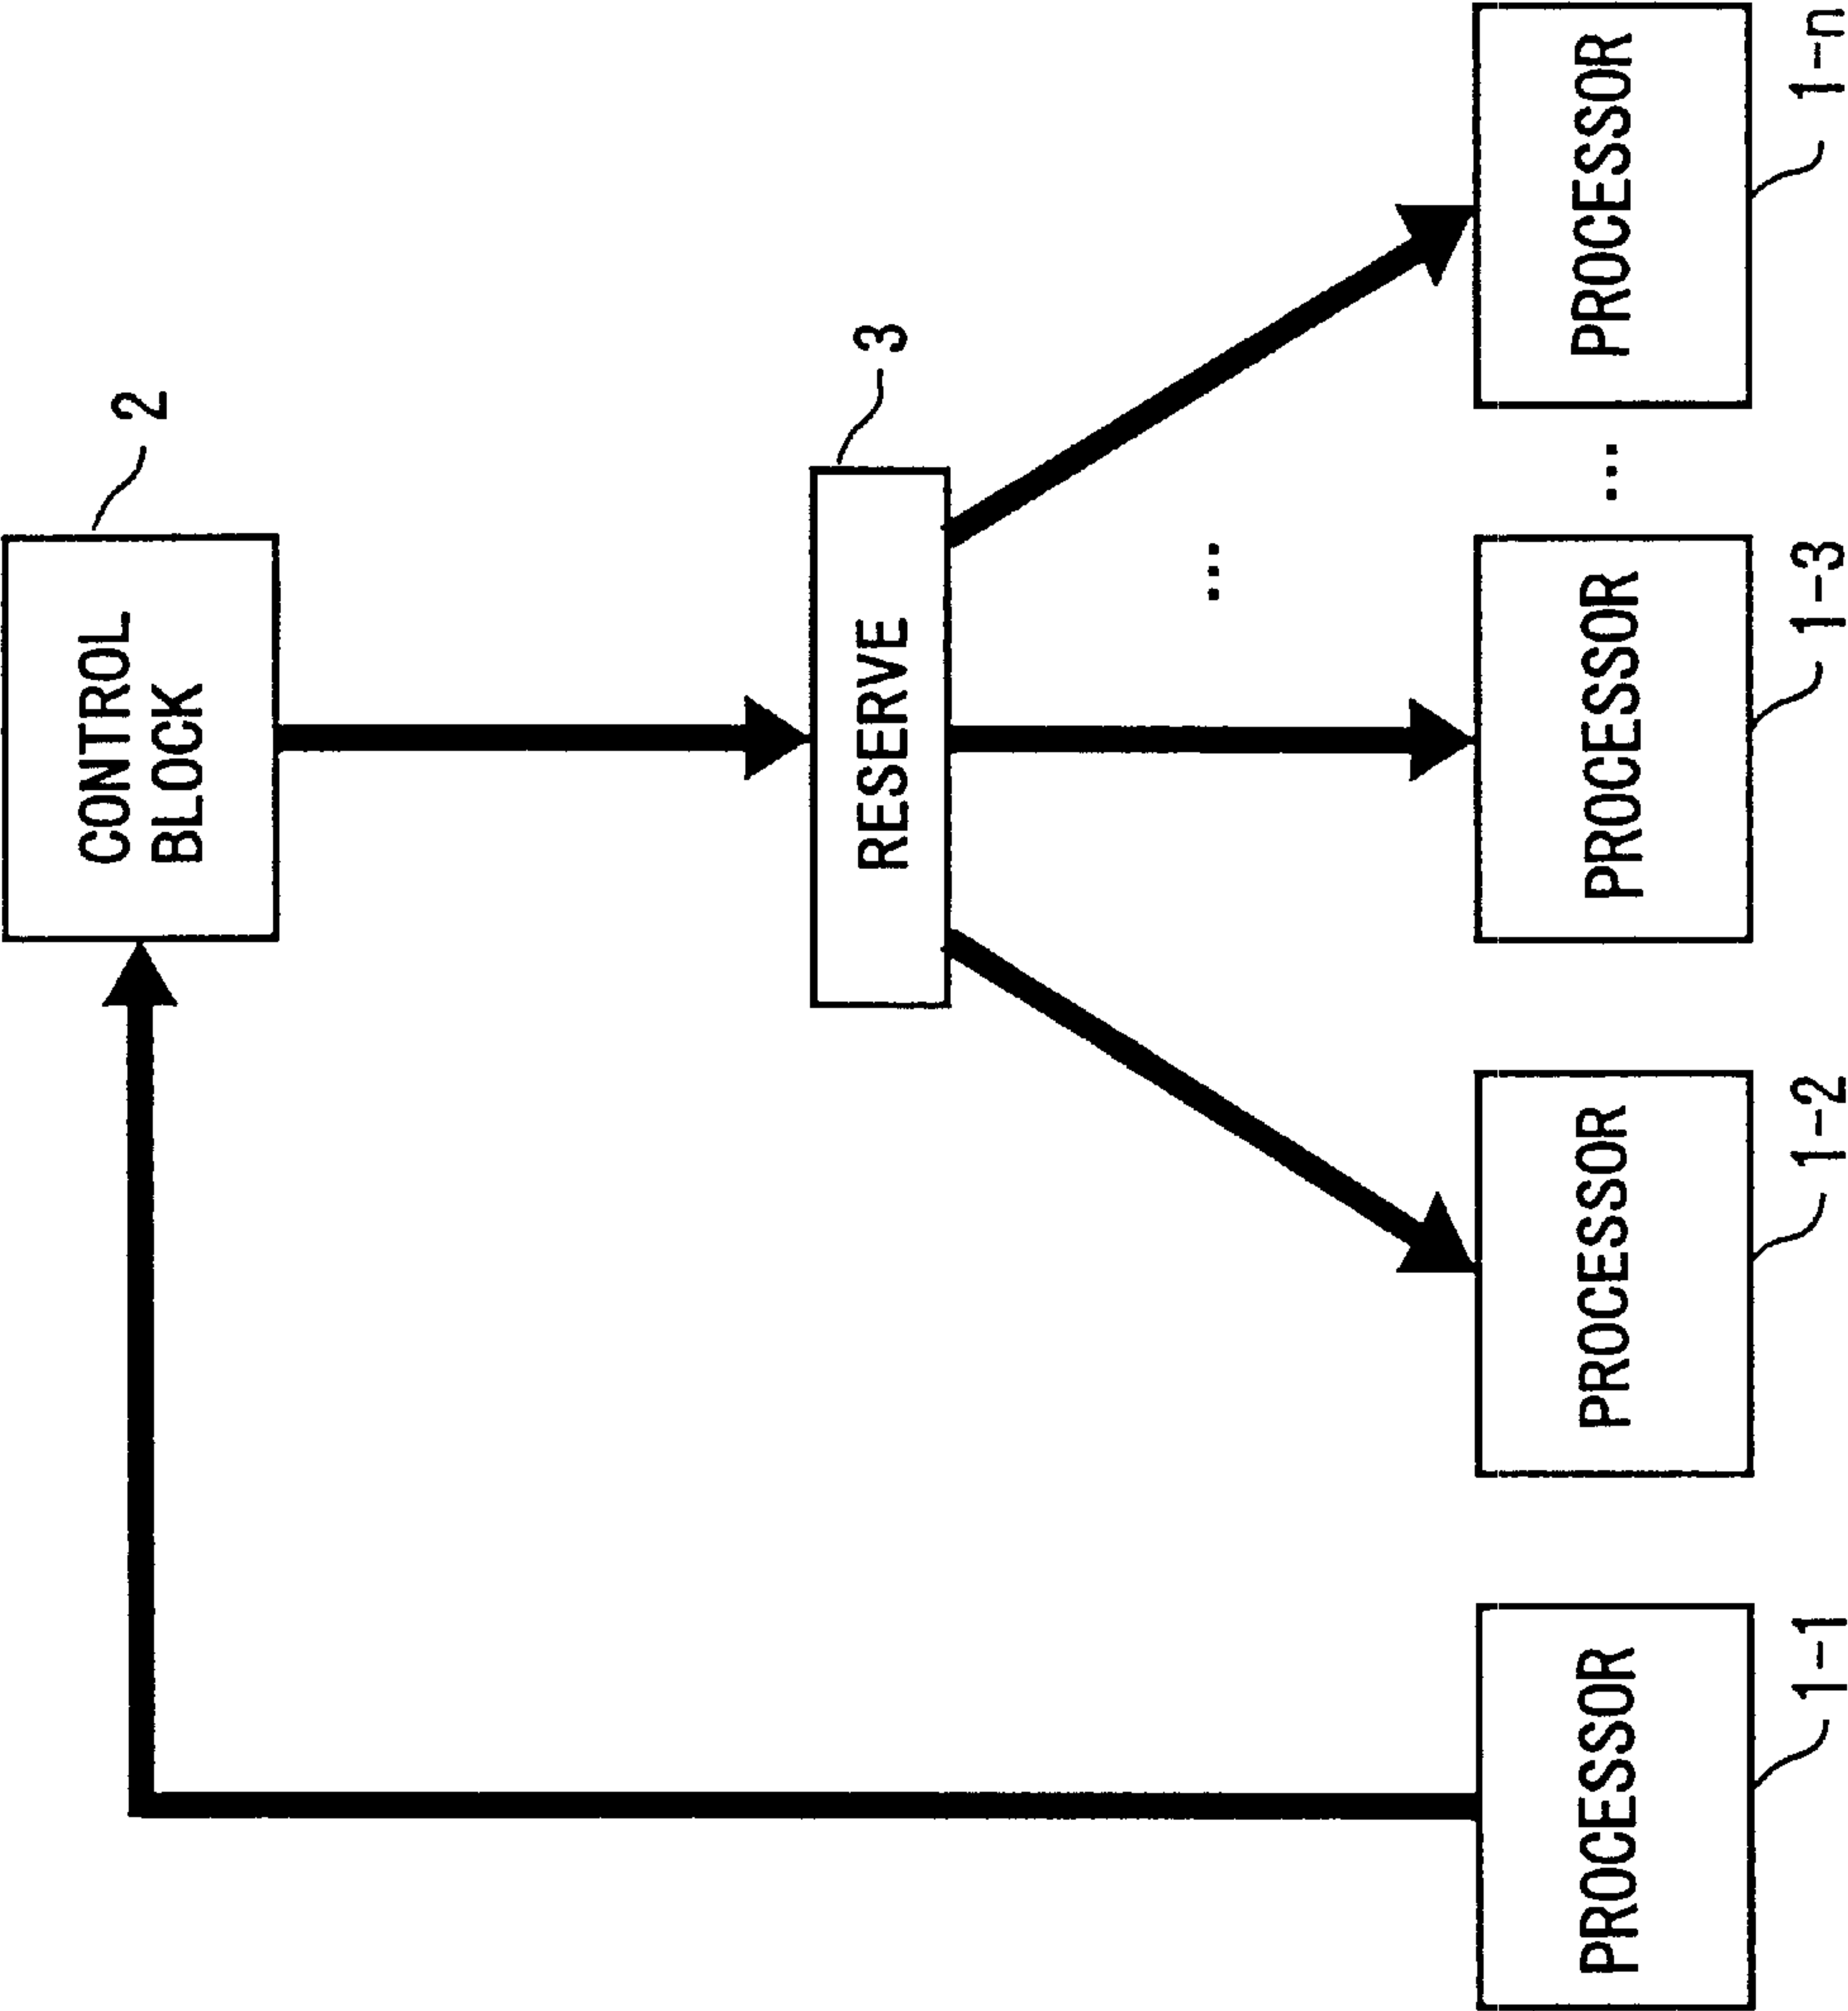 CONTROL
BLOCK
2
RESERVE
3
...
PROCESSOR
1-1
PROCESSOR
1-2
PROCESSOR
1-3
...
PROCESSOR
1-n